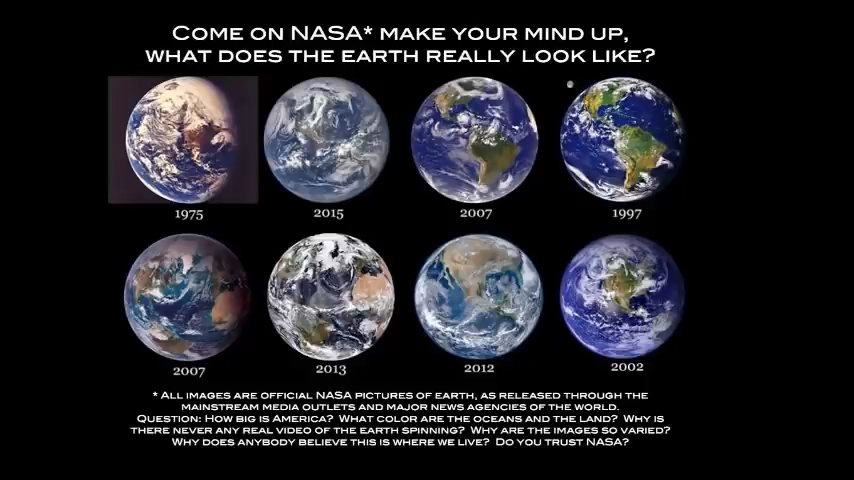 Come on NASA* make your mind up,
what does the earth really look like?
1975 2015 2007 1997
2007 2013 2012 2002
* All images are official NASA pictures of earth, as released through the
mainstream media outlets and major news agencies of the world.
Question: How big is America? What color are the oceans and the land? Why is
there never any real video of the earth spinning? Why are the images so varied?
Why does anybody believe this is where we live? Do you trust NASA?